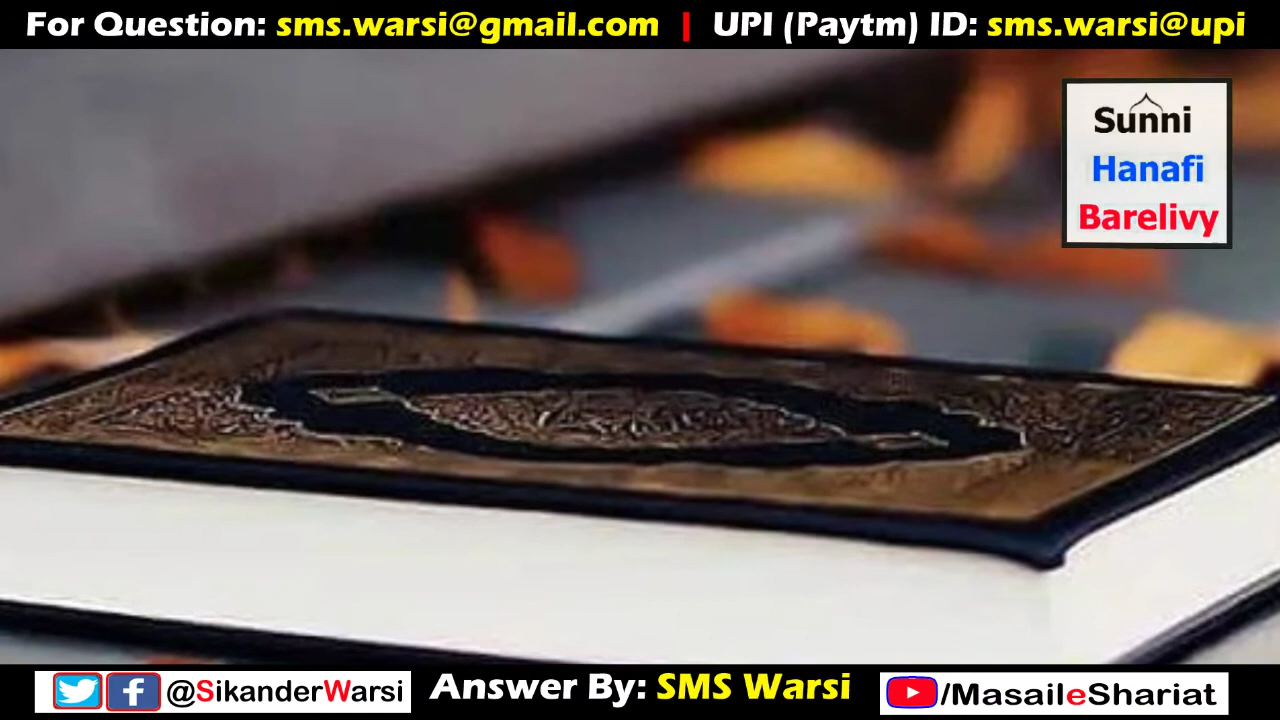 For Question: sms.warsi@gmail.com | UPI (Paytm) ID: sms.warsi@upi
Sunni
Hanafi
Barelivy
@SikanderWarsi
Answer By: SMS Warsi
/MasaileShariat